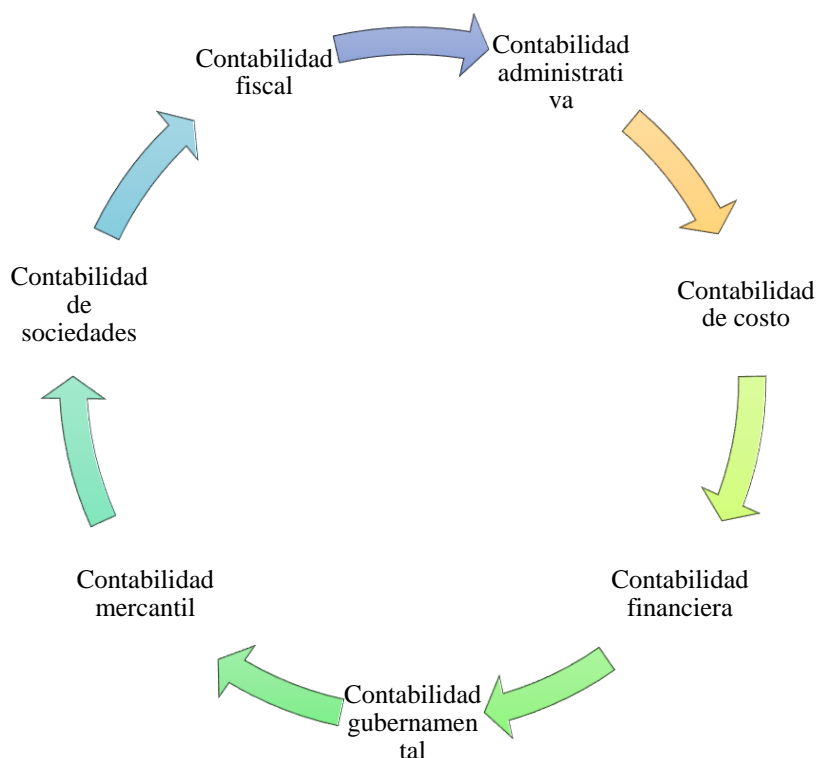 Contabilidad
fiscal
Contabilidad
administrati
va
Contabilidad
de costo
Contabilidad
financiera
Contabilidad
gubernamen
tal
Contabilidad
mercantil
Contabilidad
de
sociedades